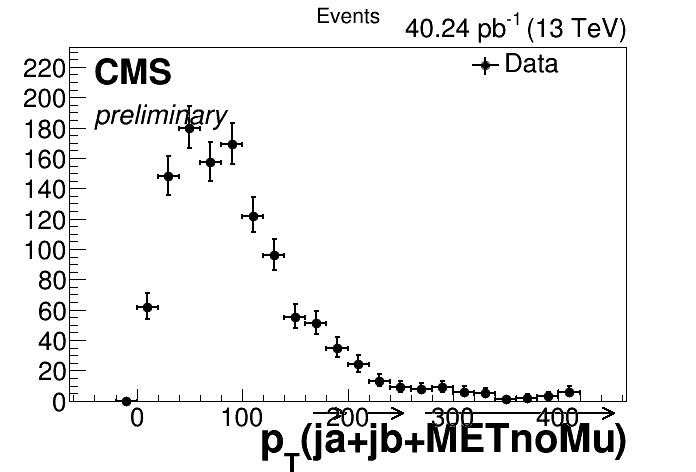 Events
40.24 pb-1 (13 TeV)
CMS
preliminary
Data
220
200
180
160
140
120
100
80
60
40
20
0
0 100 200 300 400
pT(ja+jb+METnoMu)